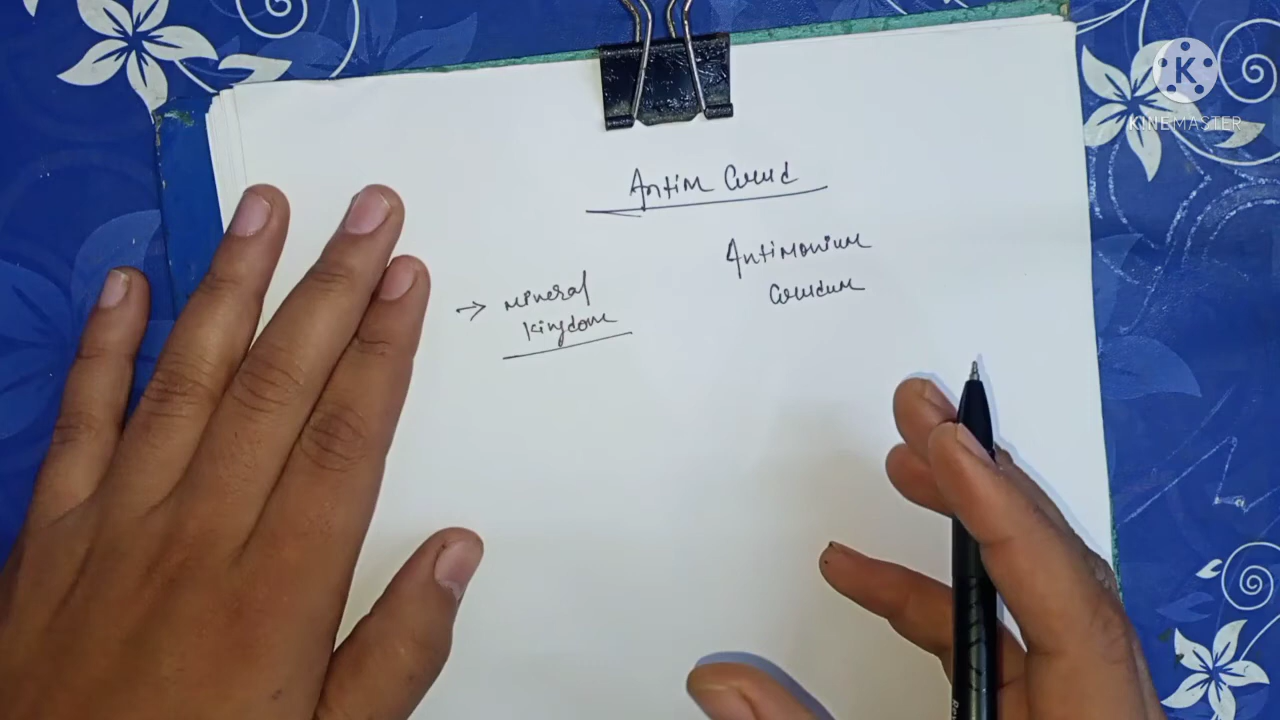 Antim Crud
Antimonium
Crudum
→ Mineral
kingdom
K
KINEMASTER